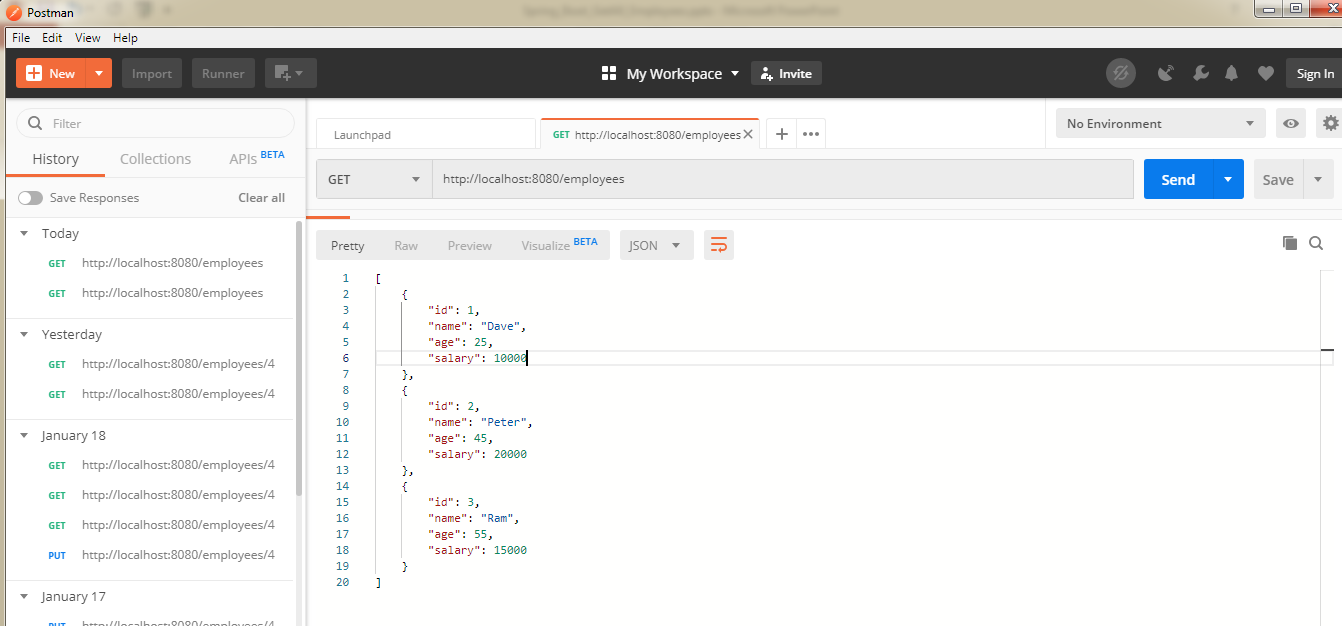 Postman
File Edit View Help
New Import Runner My Workspace Invite Sign In
Filter
History Collections APIs BETA
Save Responses Clear all
Today
GET http://localhost:8080/employees
GET http://localhost:8080/employees
Yesterday
GET http://localhost:8080/employees/4
GET http://localhost:8080/employees/4
January 18
GET http://localhost:8080/employees/4
GET http://localhost:8080/employees/4
GET http://localhost:8080/employees/4
PUT http://localhost:8080/employees/4
January 17
PUT http://localhost:8080/employees/4
Launchpad GET http://localhost:8080/employees No Environment
GET http://localhost:8080/employees Send Save
Pretty Raw Preview Visualize BETA JSON
1 [
2 {
3 "id": 1,
4 "name": "Dave",
5 "age": 25,
6 "salary": 10000
7 },
8 {
9 "id": 2,
10 "name": "Peter",
11 "age": 45,
12 "salary": 20000
13 },
14 {
15 "id": 3,
16 "name": "Ram",
17 "age": 55,
18 "salary": 15000
19 }
20 ]